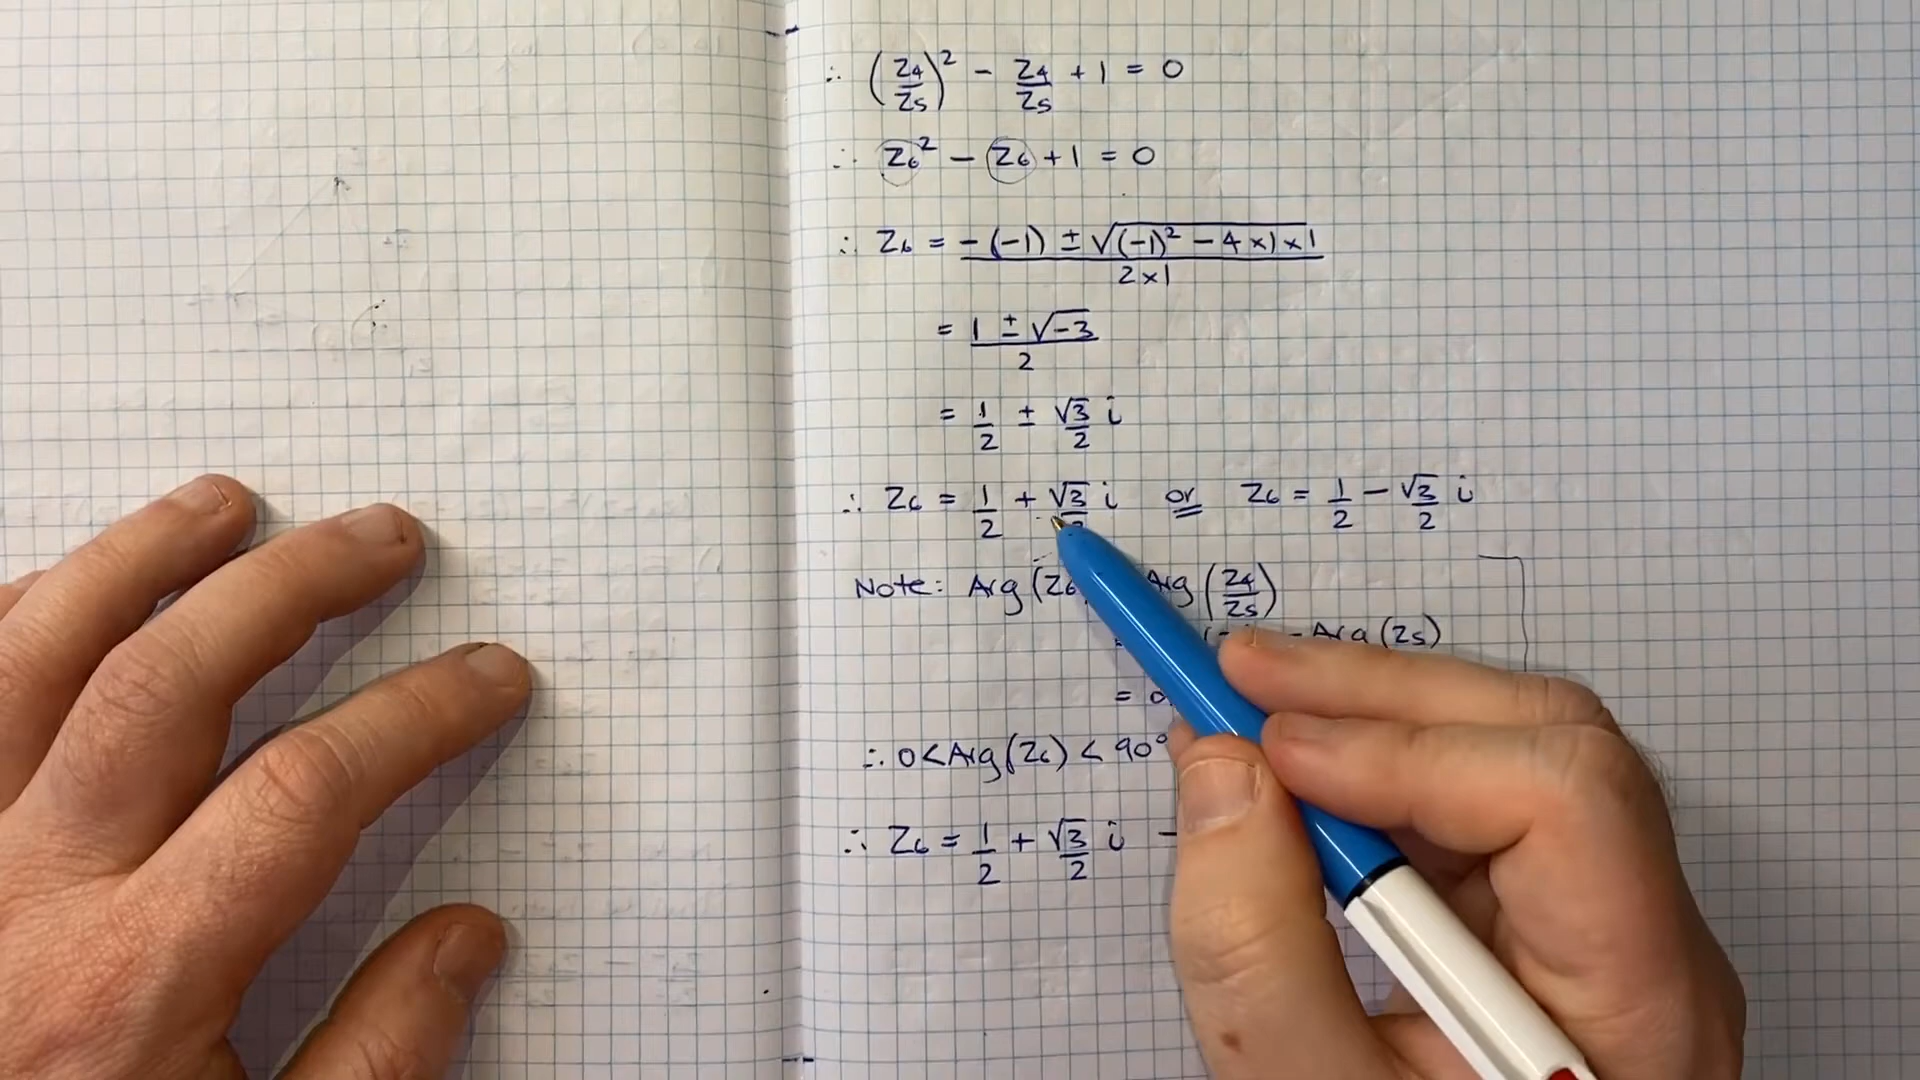 ∴ (Z4/Z5)² - Z4/Z5 + 1 = 0
∴ Z6² - Z6 + 1 = 0
∴ Z6 = (-(-1) ± √((-1)² - 4×1×1))/(2×1)
= (1 ± √-3)/2
= 1/2 ± √3/2 i
∴ Z6 = 1/2 + √3/2 i or Z6 = 1/2 - √3/2 i
Note: Arg(Z6 Arg(Z4/Z5)
- Arg(Z5)
=
∴ 0 < Arg(Z6) < 90°
∴ Z6 = 1/2 + √3/2 i